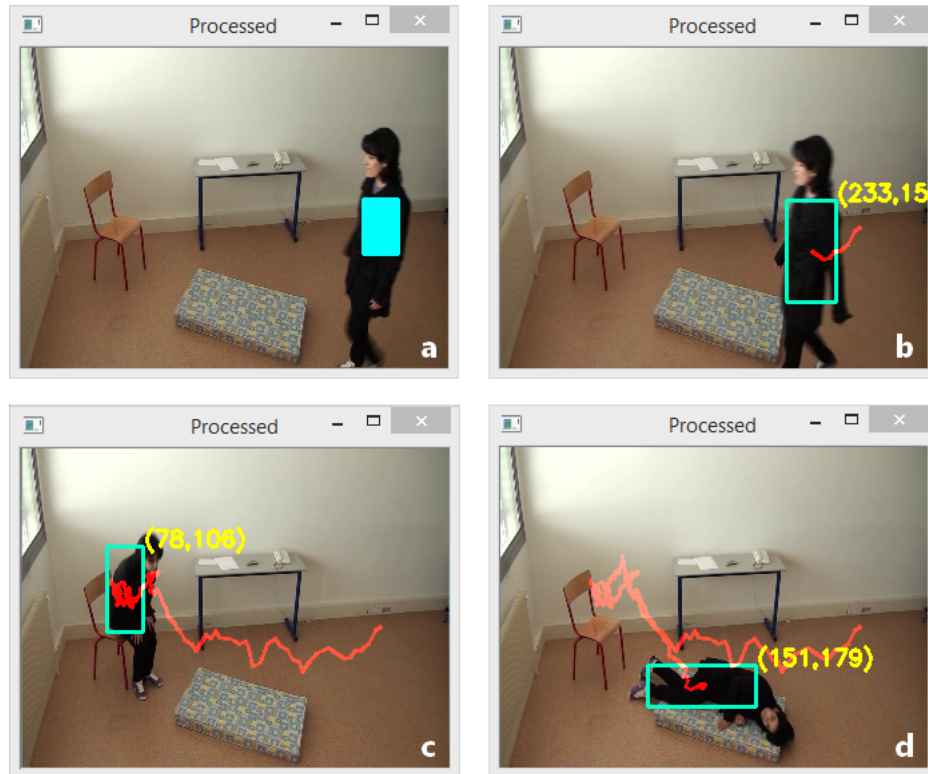 Processed
a
Processed
(233,15
b
Processed
(78,106)
c
Processed
(151,179)
d